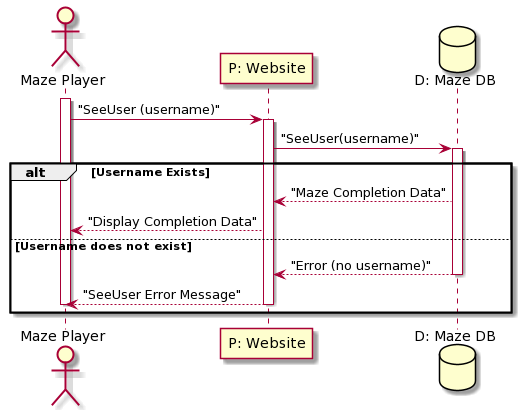 Maze Player
P: Website
D: Maze DB
"SeeUser (username)"
"SeeUser(username)"
alt [Username Exists]
"Maze Completion Data"
"Display Completion Data"
[Username does not exist]
"Error (no username)"
"SeeUser Error Message"
Maze Player
P: Website
D: Maze DB